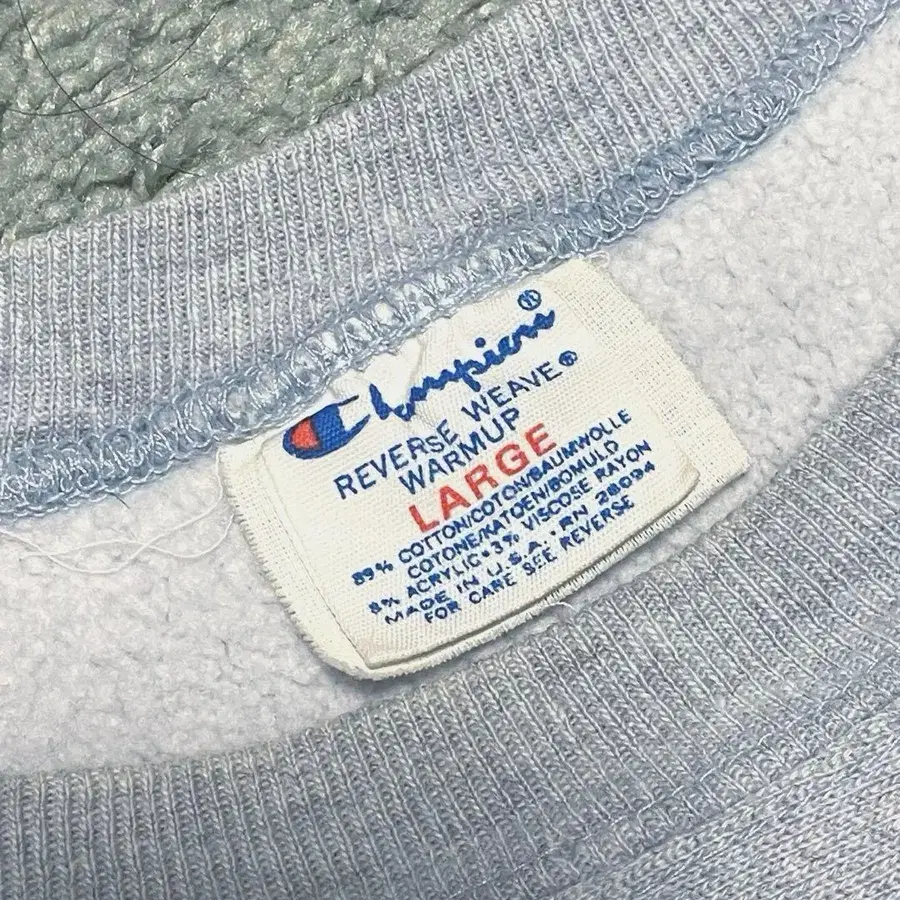 Champion®
REVERSE WEAVE®
WARMUP
LARGE
89% COTTON/COTON/BAUMWOLLE
COTONE/KATOEN/BOMULD
8% ACRYLIC•3% VISCOSE RAYON
MADE IN U.S.A.•RN 26094
FOR CARE SEE REVERSE